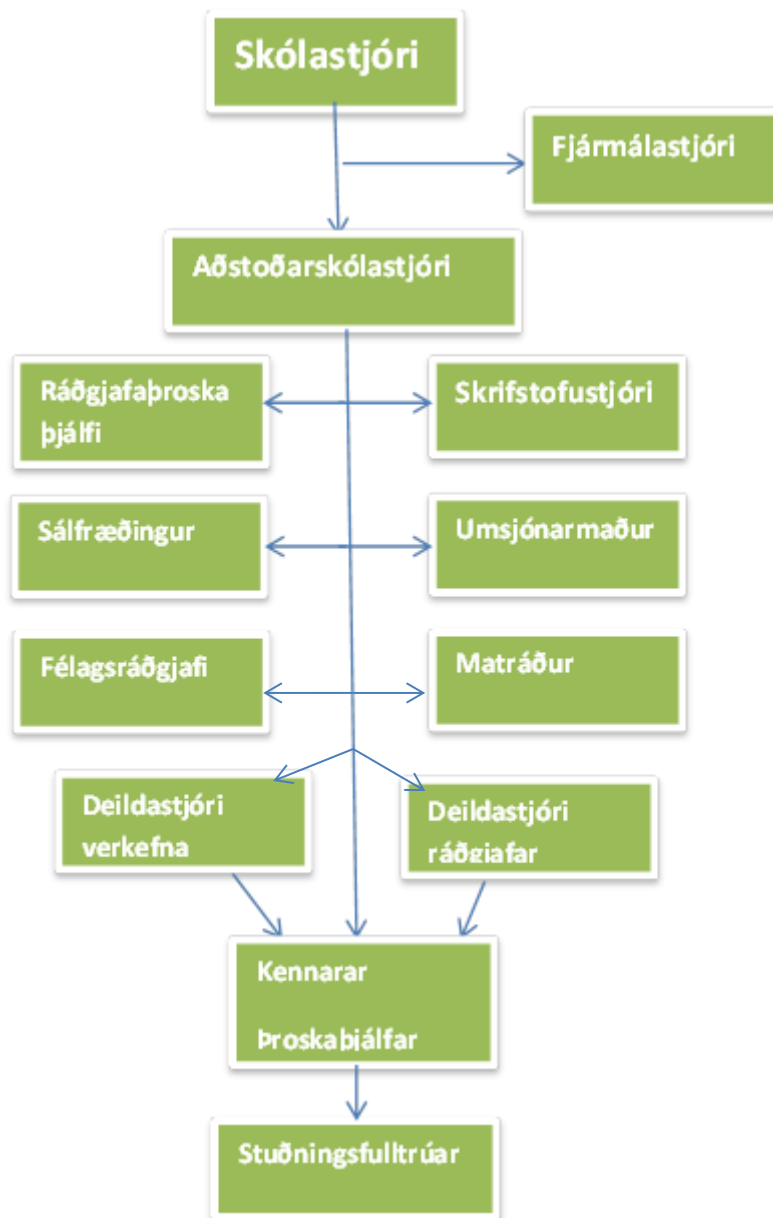 Skólastjóri
Fjármálastjóri
Aðstoðarskólastjóri
Ráðgjafaþroska
þjálfi
Skrifstofustjóri
Sálfræðingur
Umsjónarmaður
Félagsráðgjafi
Matráður
Deildastjóri
verkefna
Deildastjóri
ráðgjafar
Kennarar
Þroskaþjálfar
Stuðningsfulltrúar